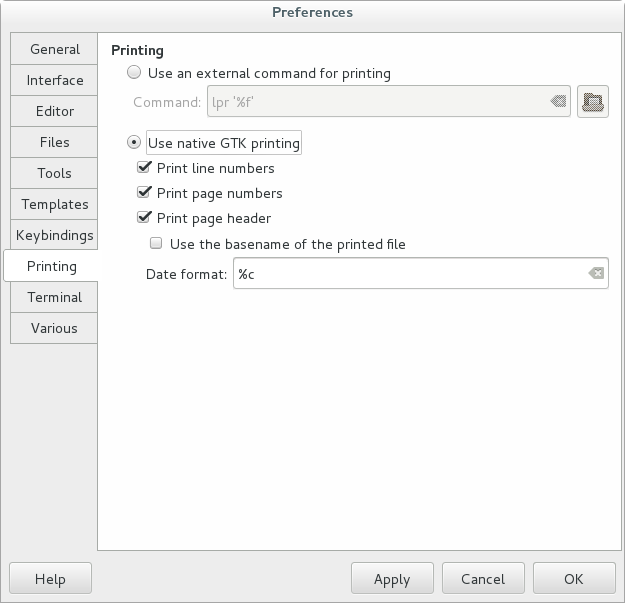 Preferences
General
Interface
Editor
Files
Tools
Templates
Keybindings
Printing
Terminal
Various
Printing
Use an external command for printing
Command: lpr '%f'
Use native GTK printing
Print line numbers
Print page numbers
Print page header
Use the basename of the printed file
Date format: %c
Help
Apply
Cancel
OK